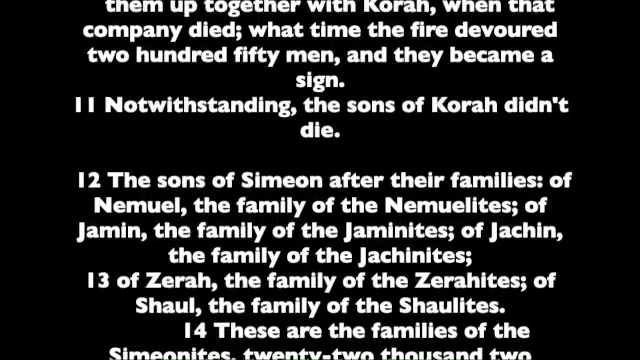 them up together with Korah, when that
company died; what time the fire devoured
two hundred fifty men, and they became a
sign.
11 Notwithstanding, the sons of Korah didn't
die.
12 The sons of Simeon after their families: of
Nemuel, the family of the Nemuelites; of
Jamin, the family of the Jaminites; of Jachin,
the family of the Jachinites;
13 of Zerah, the family of the Zerahites; of
Shaul, the family of the Shaulites.
14 These are the families of the
Simeonites, twenty-two thousand two